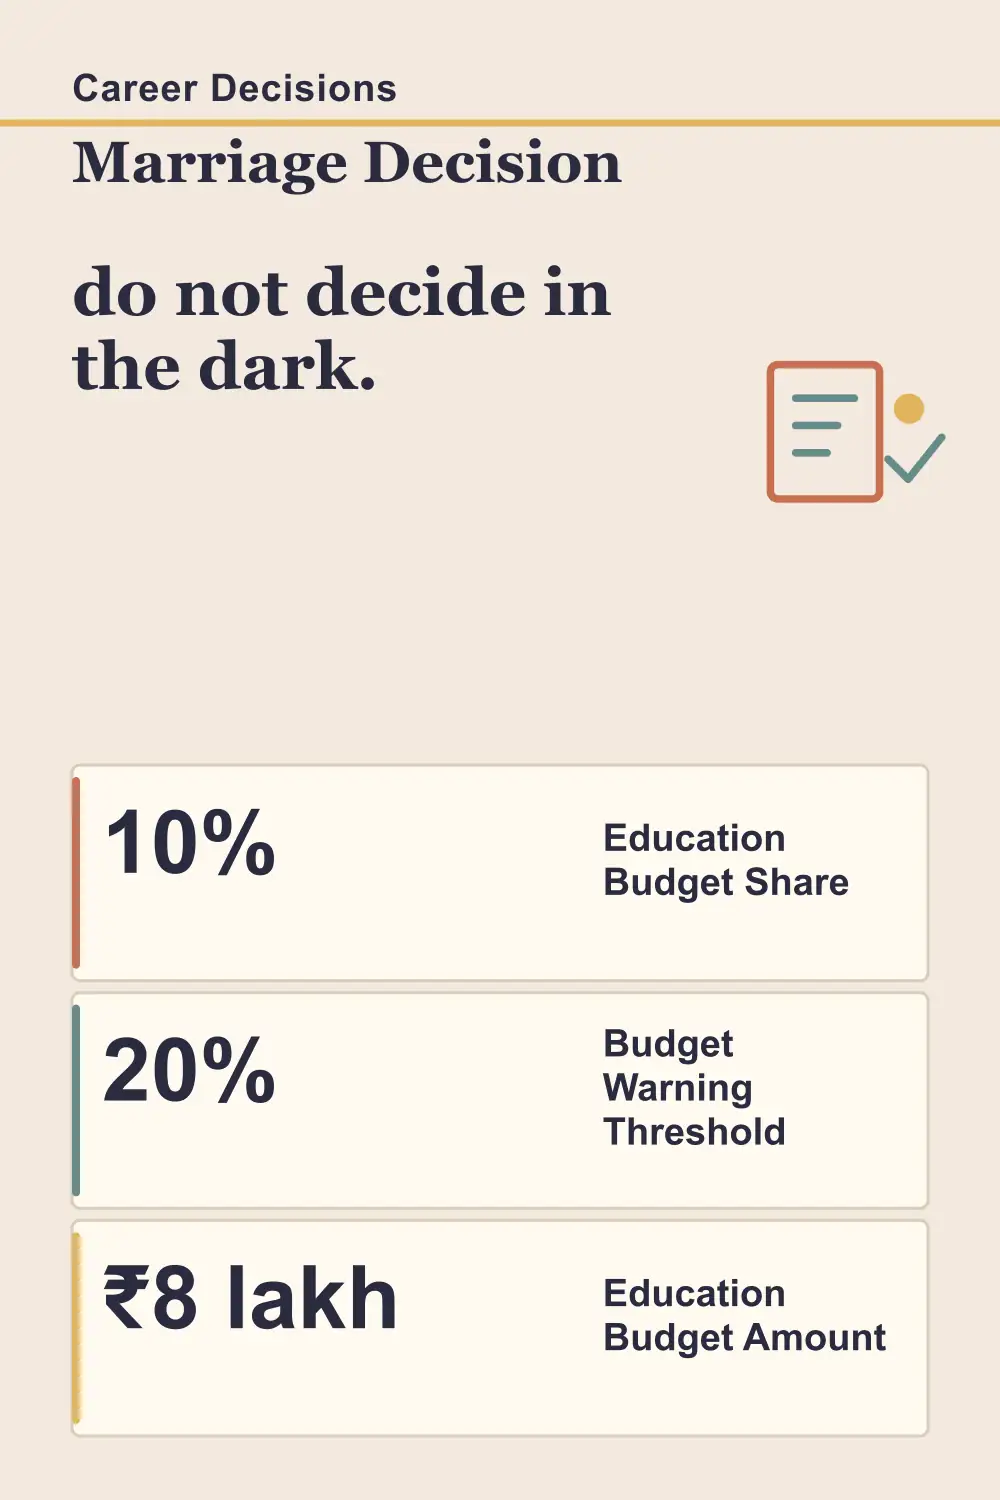 Career Decisions
Marriage Decision
do not decide in
the dark.
10%
Education
Budget Share
20%
Budget
Warning
Threshold
₹8 lakh
Education
Budget Amount